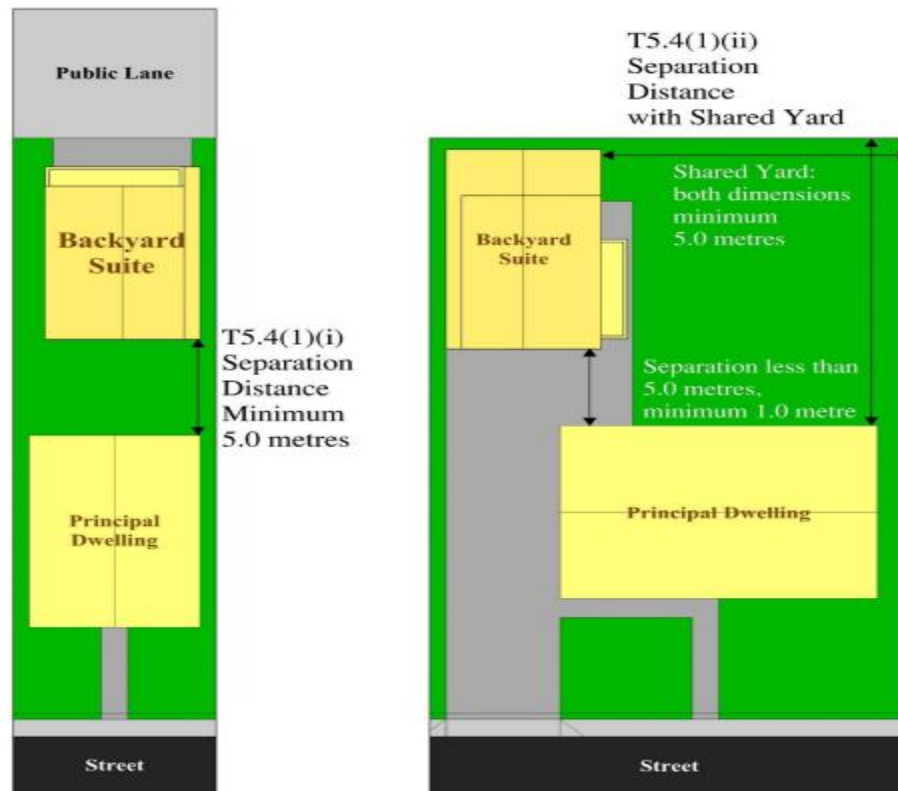 Public Lane
Backyard
Suite
T5.4(1)(i)
Separation
Distance
Minimum
5.0 metres
Principal
Dwelling
Street
T5.4(1)(ii)
Separation
Distance
with Shared Yard
Shared Yard:
both dimensions
minimum
5.0 metres
Backyard
Suite
Separation less than
5.0 metres,
minimum 1.0 metre
Principal Dwelling
Street